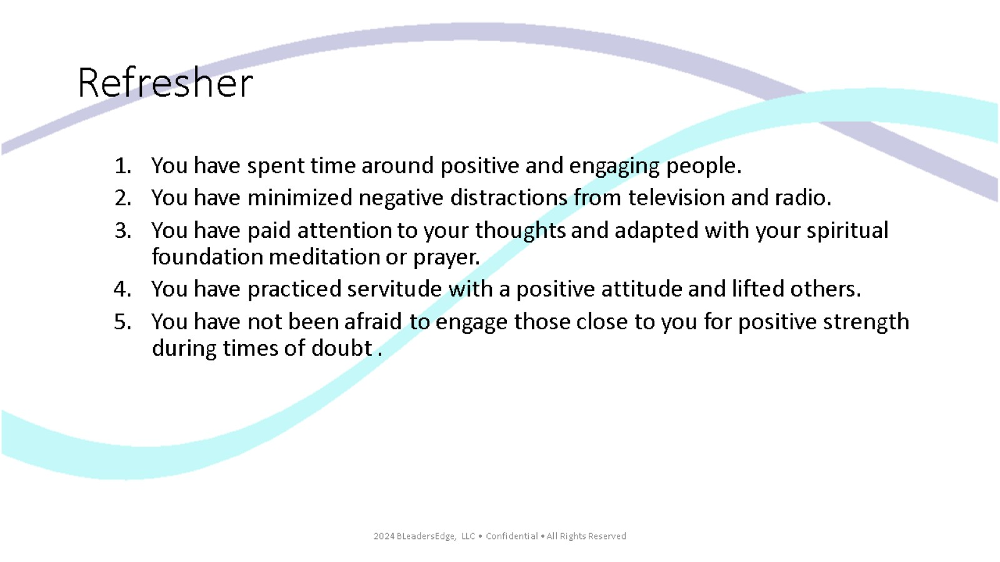 Refresher
1. You have spent time around positive and engaging people.
2. You have minimized negative distractions from television and radio.
3. You have paid attention to your thoughts and adapted with your spiritual
foundation meditation or prayer.
4. You have practiced servitude with a positive attitude and lifted others.
5. You have not been afraid to engage those close to you for positive strength
during times of doubt .
2024 BLeadersEdge, LLC • Confidential • All Rights Reserved